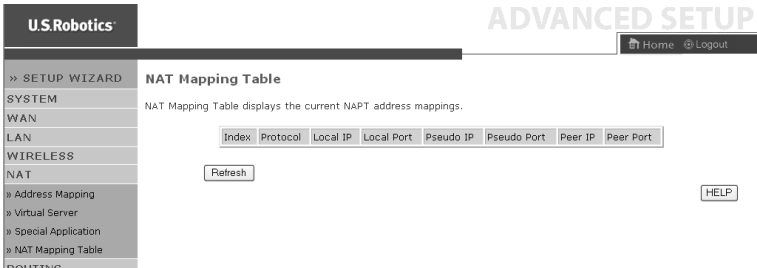 U.S.Robotics
ADVANCED SETUP
Home Logout
» SETUP WIZARD
SYSTEM
WAN
LAN
WIRELESS
NAT
» Address Mapping
» Virtual Server
» Special Application
» NAT Mapping Table
ROUTING
NAT Mapping Table
NAT Mapping Table displays the current NAPT address mappings.
Index Protocol Local IP Local Port Pseudo IP Pseudo Port Peer IP Peer Port
Refresh
HELP